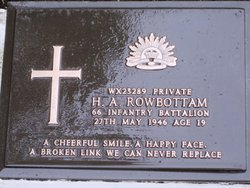 WX23289 PRIVATE
H. A. ROWBOTTAM
66 INFANTRY BATTALION
27TH MAY 1946 AGE 19
A CHEERFUL SMILE, A HAPPY FACE,
A BROKEN LINK WE CAN NEVER REPLACE